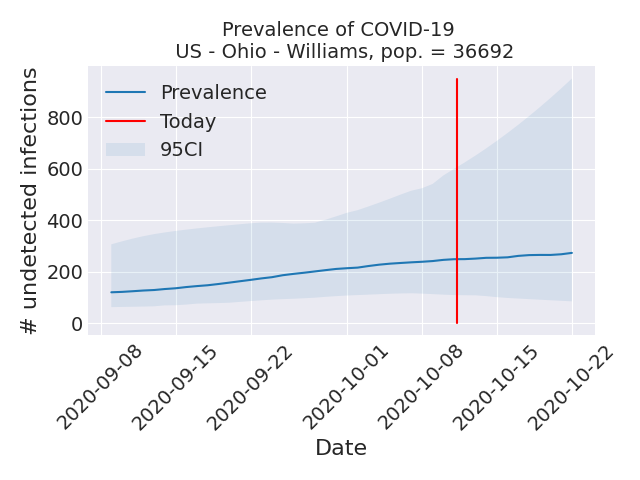 Prevalence of COVID-19
US - Ohio - Williams, pop. = 36692
Prevalence
Today
95CI
# undetected infections
800
600
400
200
0
2020-09-08
2020-09-15
2020-09-22
2020-10-01
2020-10-08
2020-10-15
2020-10-22
Date